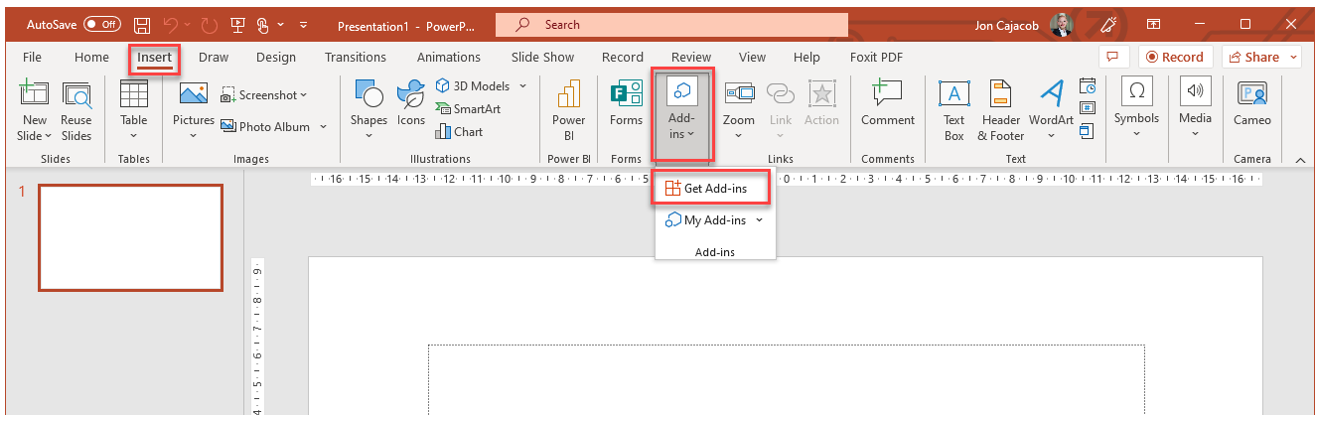 AutoSave Off Presentation1 - PowerP... Search Jon Cajacob
File Home Insert Draw Design Transitions Animations Slide Show Record Review View Help Foxit PDF Record Share
New Slide
Reuse Slides
Slides
Table
Tables
Pictures
Screenshot
Photo Album
Images
Shapes
Icons
3D Models
SmartArt
Chart
Illustrations
Power BI
Power BI
Forms
Forms
Add-ins
Zoom
Link
Action
Links
Comment
Comments
Text Box
Header & Footer
WordArt
Text
Symbols
Media
Cameo
Camera
Get Add-ins
My Add-ins
Add-ins
1
16 15 14 13 12 11 10 9 8 7 6 5 0 1 2 3 4 5 6 7 8 9 10 11 12 13 14 15 16
9
8
7
6
5
4